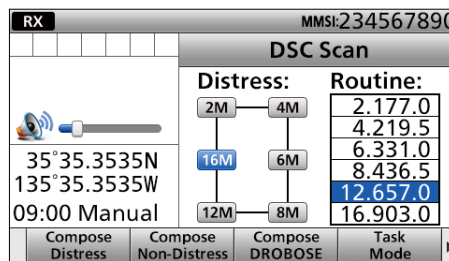 RX
MMSI:234567890
DSC Scan
Distress:
Routine:
2M
4M
16M
6M
12M
8M
2.177.0
4.219.5
6.331.0
8.436.5
12.657.0
16.903.0
35°35.3535N
135°35.3535W
09:00 Manual
Compose
Distress
Compose
Non-Distress
Compose
DROBOSE
Task
Mode